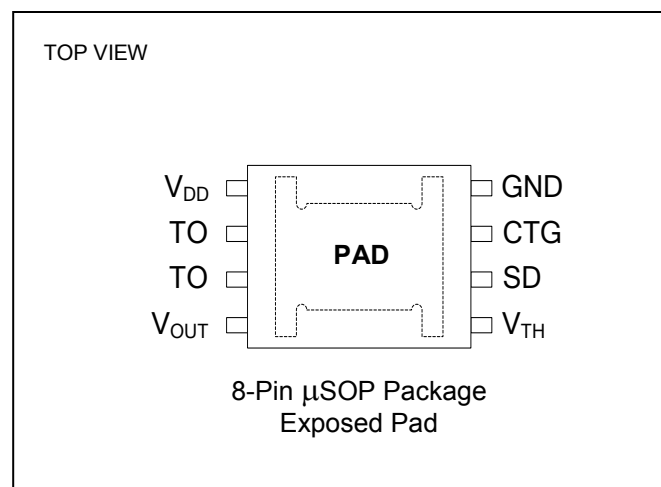 TOP VIEW
VDD GND
TO CTG
PAD
TO SD
VOUT VTH
8-Pin μSOP Package
Exposed Pad